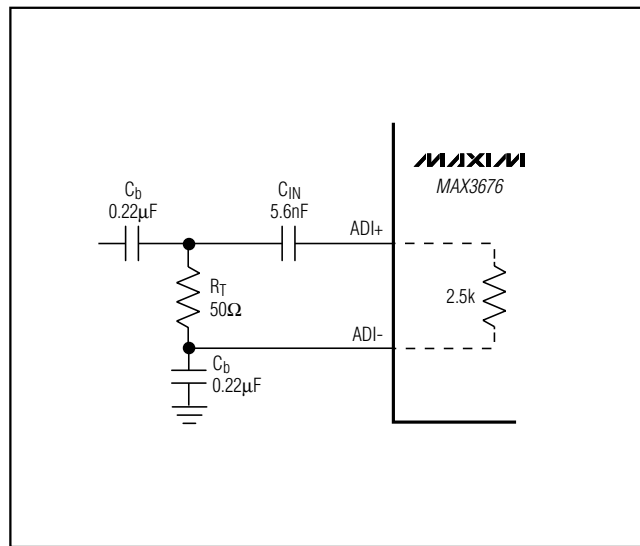 MAXIM
MAX3676
Cb
0.22μF
CIN
5.6nF
ADI+
RT
50Ω
2.5k
ADI-
Cb
0.22μF